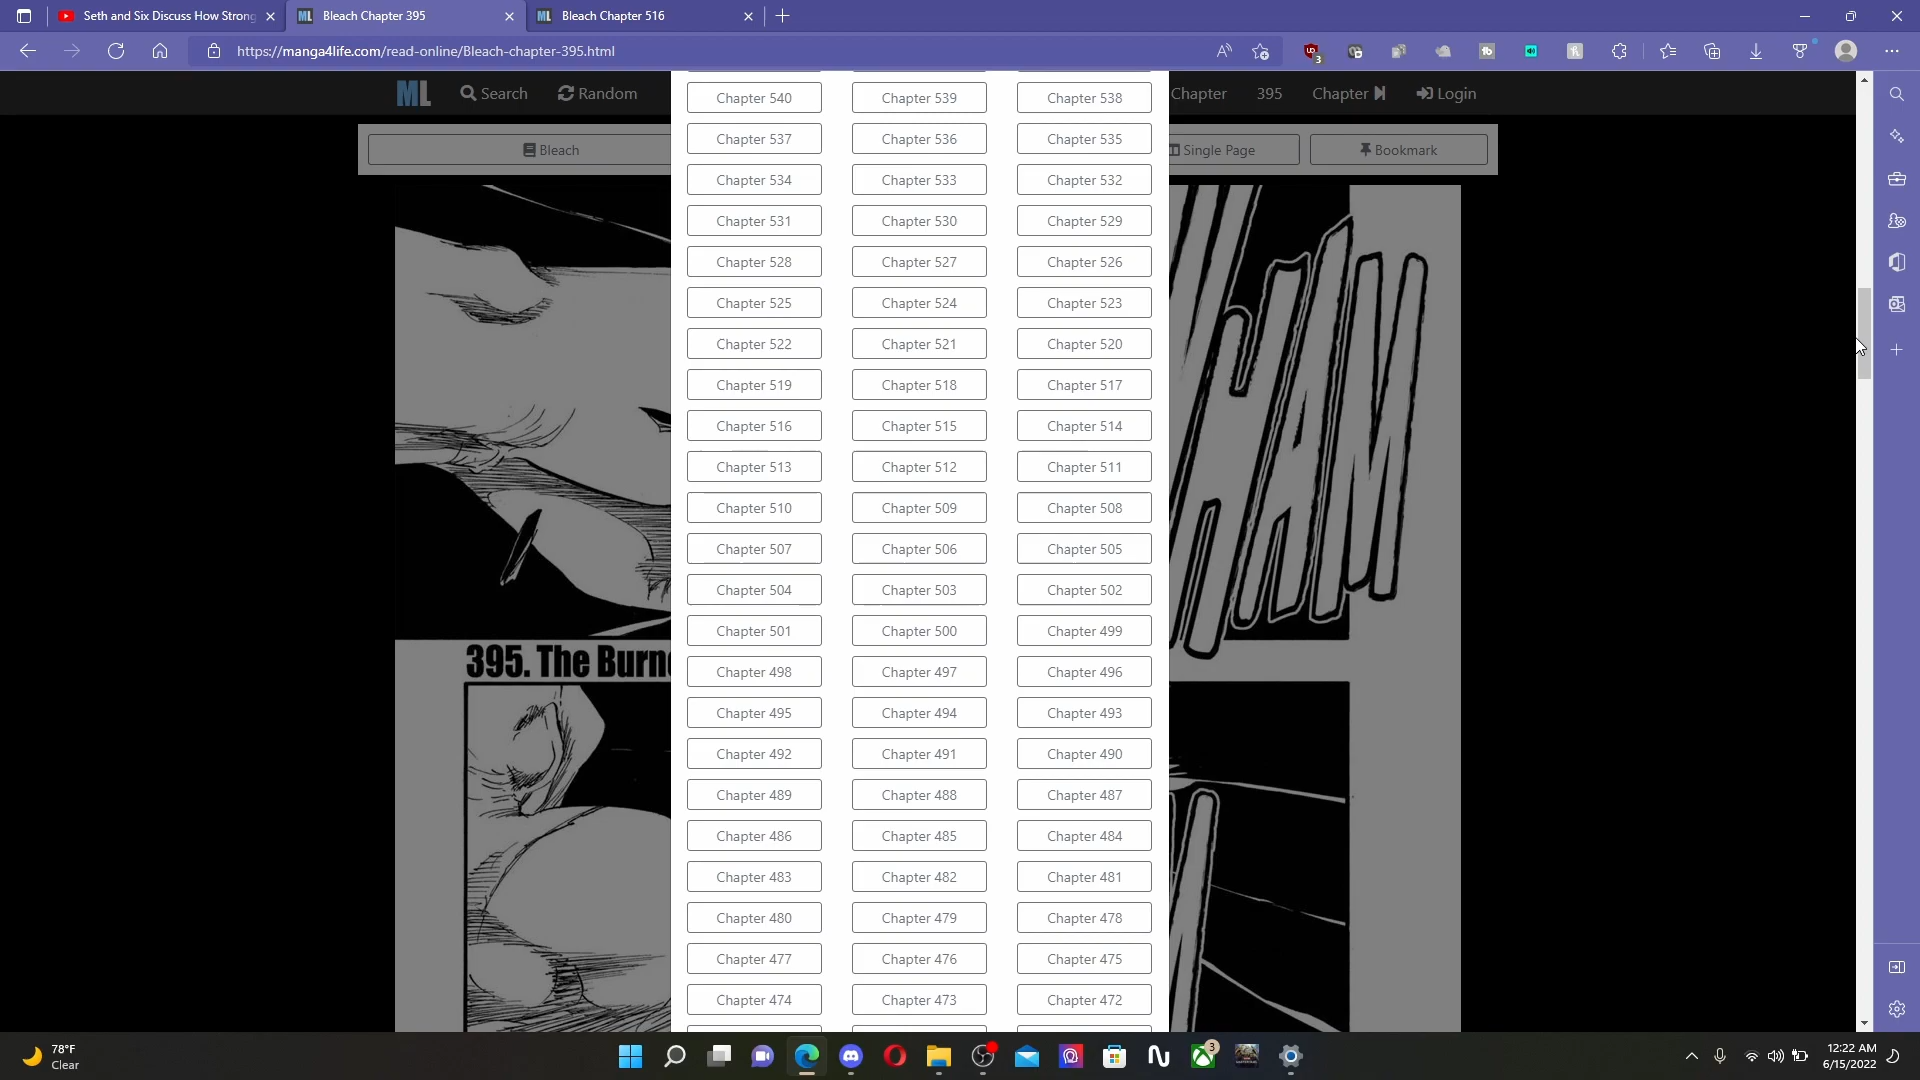 Seth and Six Discuss How Strong
Bleach Chapter 395
Bleach Chapter 516
https://manga4life.com/read-online/Bleach-chapter-395.html
3
ML
Search
Random
Chapter
395
Chapter
Login
Bleach
Single Page
Bookmark
Chapter 540
Chapter 539
Chapter 538
Chapter 537
Chapter 536
Chapter 535
Chapter 534
Chapter 533
Chapter 532
Chapter 531
Chapter 530
Chapter 529
Chapter 528
Chapter 527
Chapter 526
Chapter 525
Chapter 524
Chapter 523
Chapter 522
Chapter 521
Chapter 520
Chapter 519
Chapter 518
Chapter 517
Chapter 516
Chapter 515
Chapter 514
Chapter 513
Chapter 512
Chapter 511
Chapter 510
Chapter 509
Chapter 508
Chapter 507
Chapter 506
Chapter 505
Chapter 504
Chapter 503
Chapter 502
Chapter 501
Chapter 500
Chapter 499
Chapter 498
Chapter 497
Chapter 496
Chapter 495
Chapter 494
Chapter 493
Chapter 492
Chapter 491
Chapter 490
Chapter 489
Chapter 488
Chapter 487
Chapter 486
Chapter 485
Chapter 484
Chapter 483
Chapter 482
Chapter 481
Chapter 480
Chapter 479
Chapter 478
Chapter 477
Chapter 476
Chapter 475
Chapter 474
Chapter 473
Chapter 472
HAM
395. The Burn
78°F
Clear
3
12:22 AM
6/15/2022